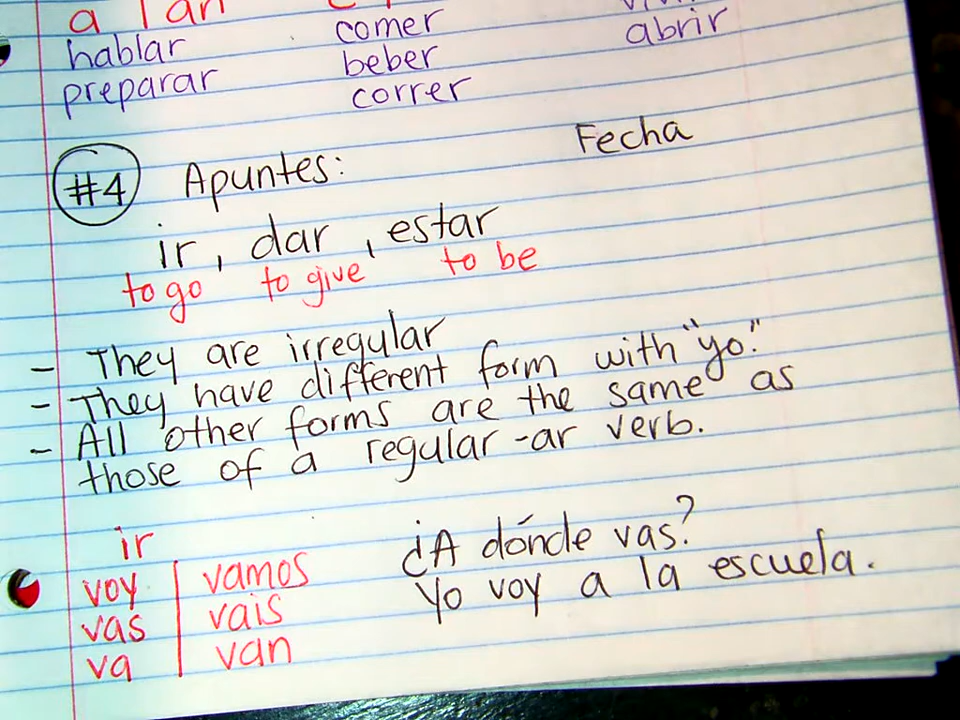 hablar comer abrir
preparar beber
correr
#4 Apuntes: Fecha
ir, dar, estar
to go to give to be
- They are irregular
- They have different form with "yo."
- All other forms are the same as
those of a regular -ar verb.
ir
voy vamos
vas vais
va van
¿A dónde vas?
Yo voy a la escuela.